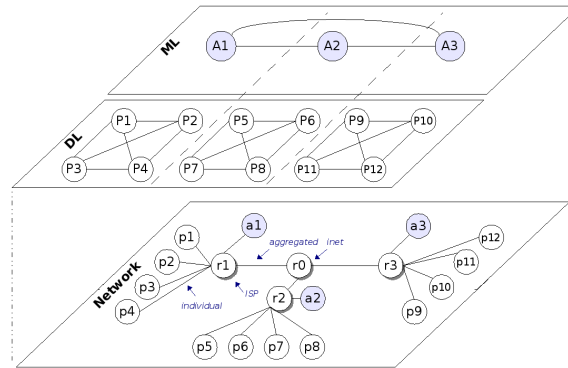 ML
A1 A2 A3
DL
P1 P2 P5 P6 P9 P10
P3 P4 P7 P8 P11 P12
Network
a1 a3
p1 p12
aggregated inet
p2 r1 r0 r3 p11
p3 ISP p10
individual r2 a2
p4 p9
p5 p6 p7 p8